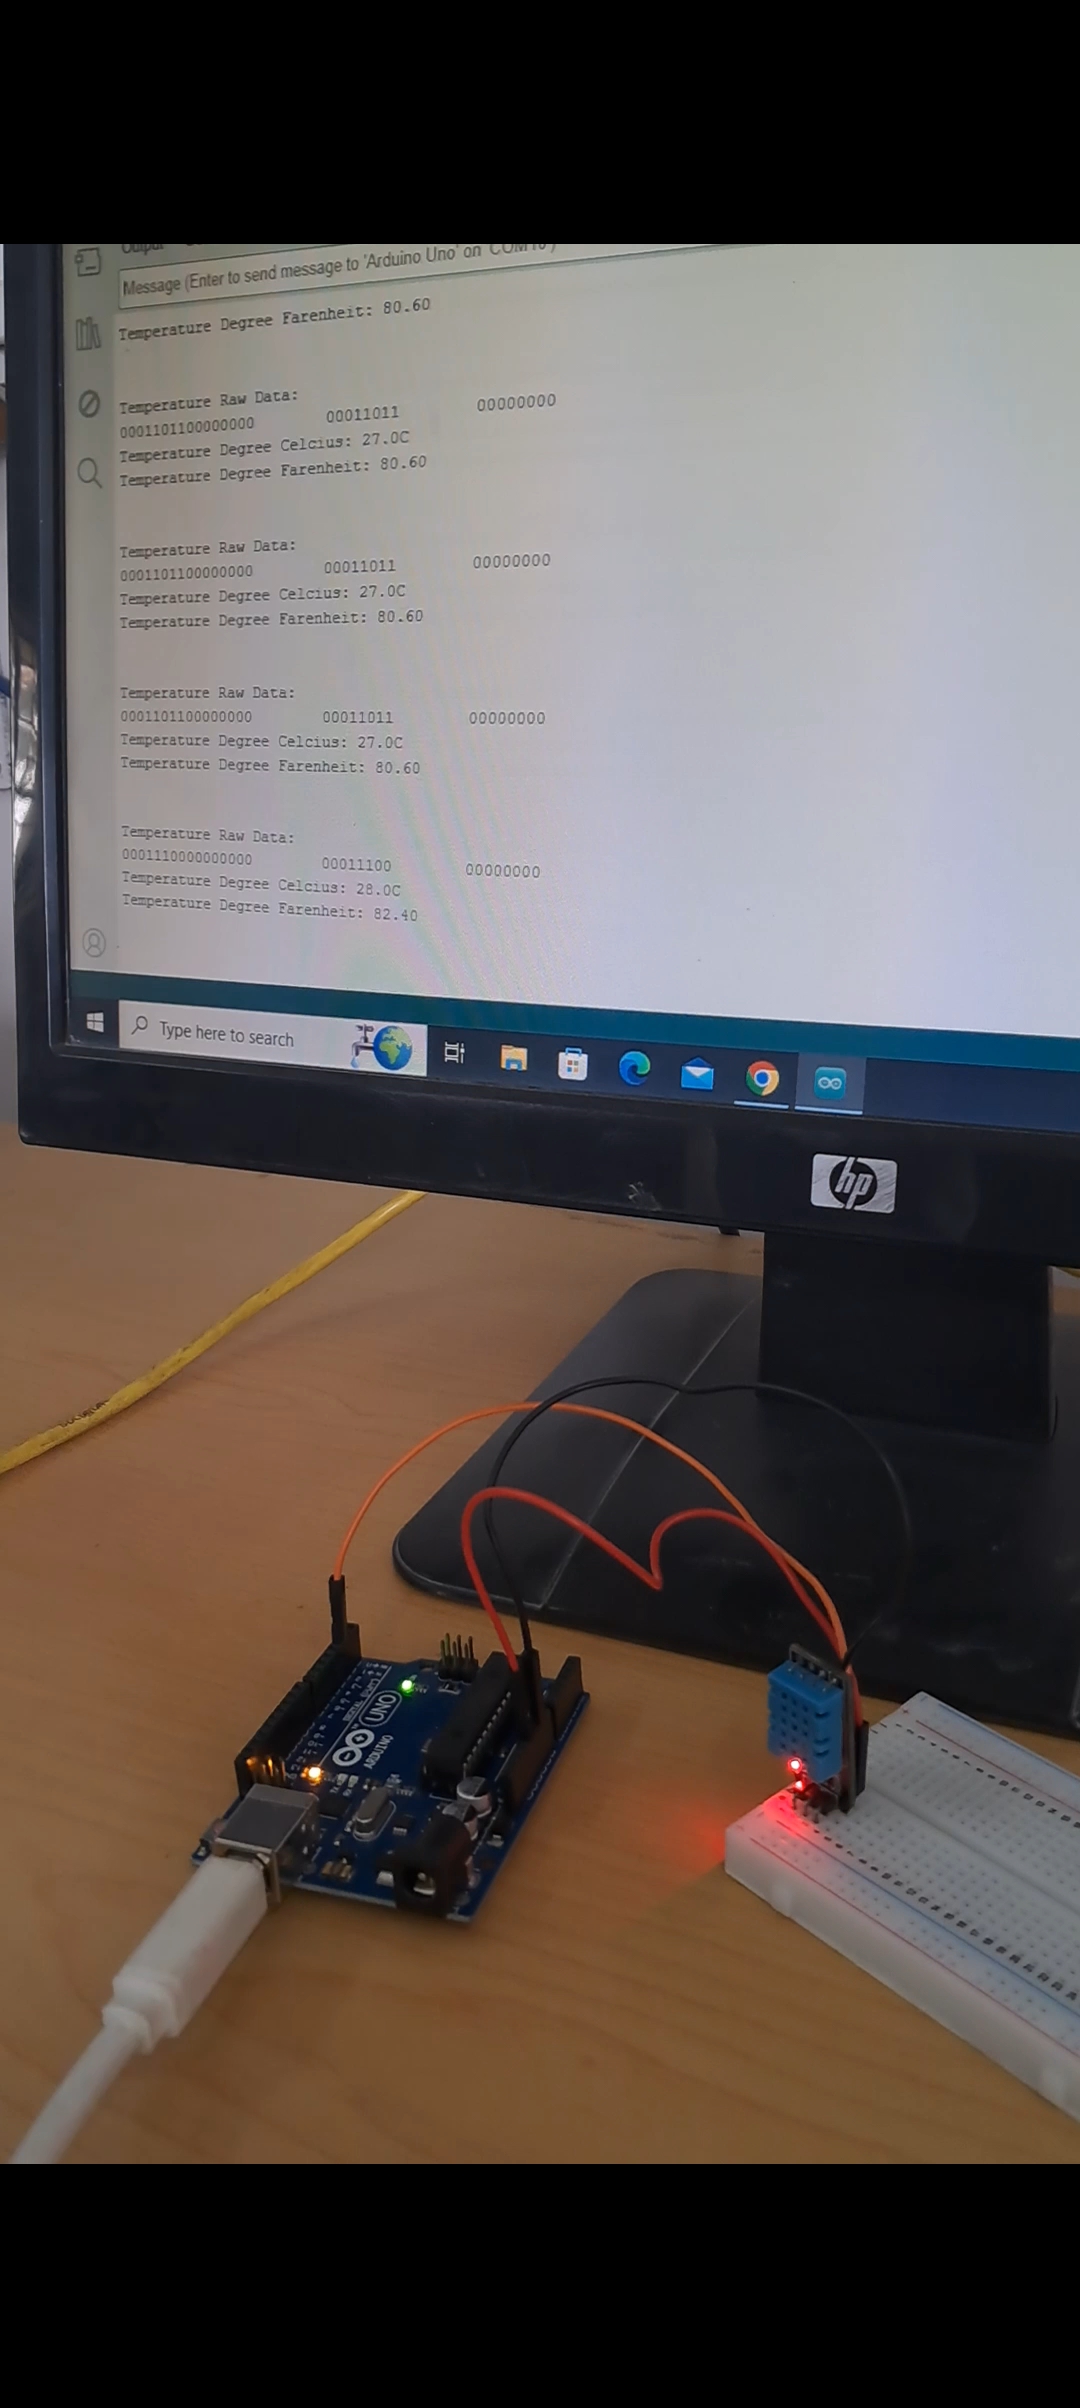 Output
Message (Enter to send message to 'Arduino Uno' on 'COM10')
Temperature Degree Farenheit: 80.60
Temperature Raw Data:
0001101100000000 00011011 00000000
Temperature Degree Celcius: 27.0C
Temperature Degree Farenheit: 80.60
Temperature Raw Data:
0001101100000000 00011011 00000000
Temperature Degree Celcius: 27.0C
Temperature Degree Farenheit: 80.60
Temperature Raw Data:
0001101100000000 00011011 00000000
Temperature Degree Celcius: 27.0C
Temperature Degree Farenheit: 80.60
Temperature Raw Data:
0001110000000000 00011100 00000000
Temperature Degree Celcius: 28.0C
Temperature Degree Farenheit: 82.40
Type here to search
hp
UNO
ARDUINO